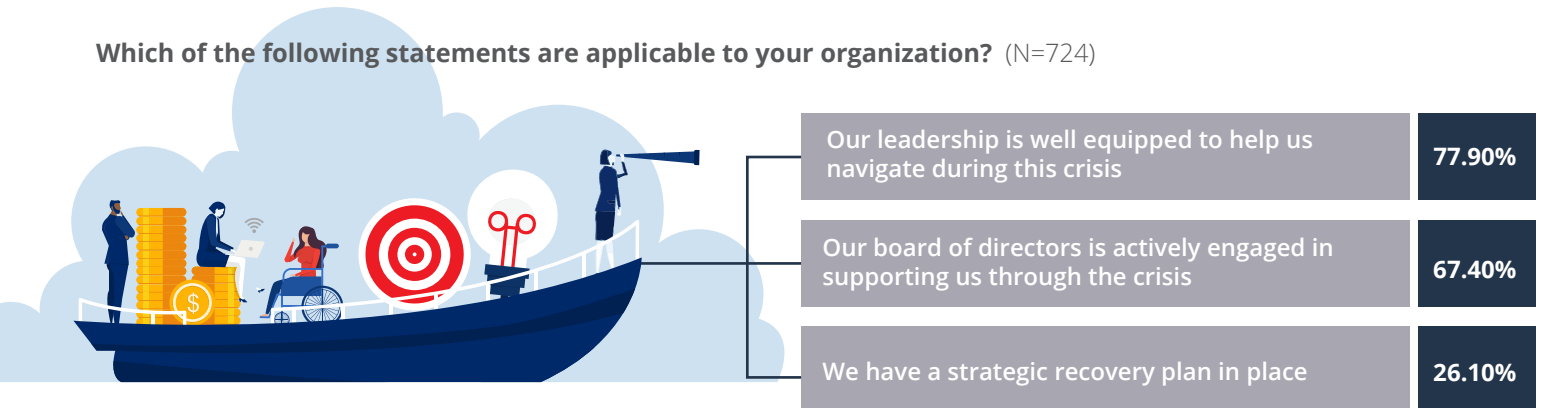 Which of the following statements are applicable to your organization? (N=724)
Our leadership is well equipped to help us
navigate during this crisis
77.90%
Our board of directors is actively engaged in
supporting us through the crisis
67.40%
We have a strategic recovery plan in place
26.10%
$